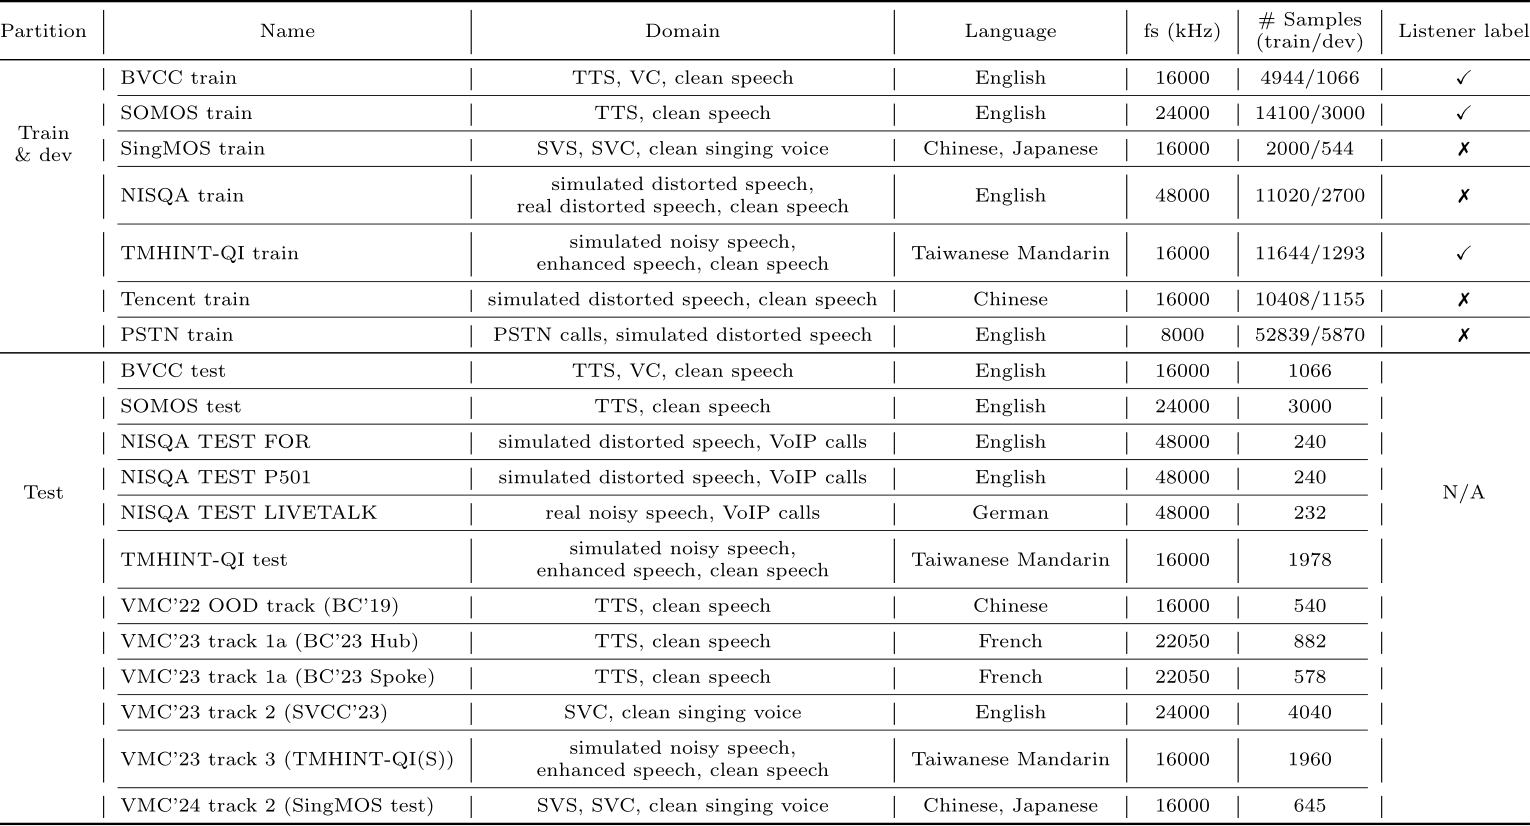 Partition Name Domain Language fs (kHz) # Samples (train/dev) Listener label
Train & dev
BVCC train TTS, VC, clean speech English 16000 4944/1066 ✓
SOMOS train TTS, clean speech English 24000 14100/3000 ✓
SingMOS train SVS, SVC, clean singing voice Chinese, Japanese 16000 2000/544 ✗
NISQA train simulated distorted speech, real distorted speech, clean speech English 48000 11020/2700 ✗
TMHINT-QI train simulated noisy speech, enhanced speech, clean speech Taiwanese Mandarin 16000 11644/1293 ✓
Tencent train simulated distorted speech, clean speech Chinese 16000 10408/1155 ✗
PSTN train PSTN calls, simulated distorted speech English 8000 52839/5870 ✗
Test
BVCC test TTS, VC, clean speech English 16000 1066
SOMOS test TTS, clean speech English 24000 3000
NISQA TEST FOR simulated distorted speech, VoIP calls English 48000 240
NISQA TEST P501 simulated distorted speech, VoIP calls English 48000 240
N/A
NISQA TEST LIVETALK real noisy speech, VoIP calls German 48000 232
TMHINT-QI test simulated noisy speech, enhanced speech, clean speech Taiwanese Mandarin 16000 1978
VMC'22 OOD track (BC'19) TTS, clean speech Chinese 16000 540
VMC'23 track 1a (BC'23 Hub) TTS, clean speech French 22050 882
VMC'23 track 1a (BC'23 Spoke) TTS, clean speech French 22050 578
VMC'23 track 2 (SVCC'23) SVC, clean singing voice English 24000 4040
VMC'23 track 3 (TMHINT-QI(S)) simulated noisy speech, enhanced speech, clean speech Taiwanese Mandarin 16000 1960
VMC'24 track 2 (SingMOS test) SVS, SVC, clean singing voice Chinese, Japanese 16000 645